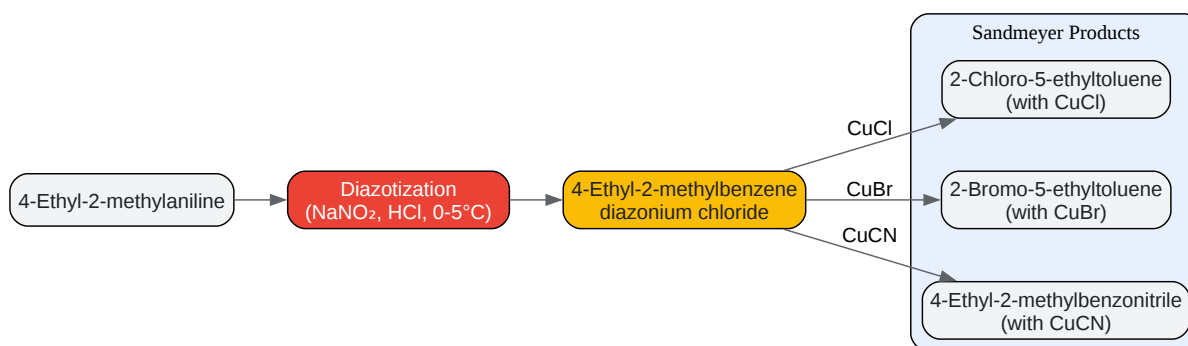 Sandmeyer Products
2-Chloro-5-ethyltoluene
(with CuCl)
CuCl
4-Ethyl-2-methylaniline
Diazotization
(NaNO₂, HCl, 0-5°C)
4-Ethyl-2-methylbenzene
diazonium chloride
CuBr
2-Bromo-5-ethyltoluene
(with CuBr)
CuCN
4-Ethyl-2-methylbenzonitrile
(with CuCN)